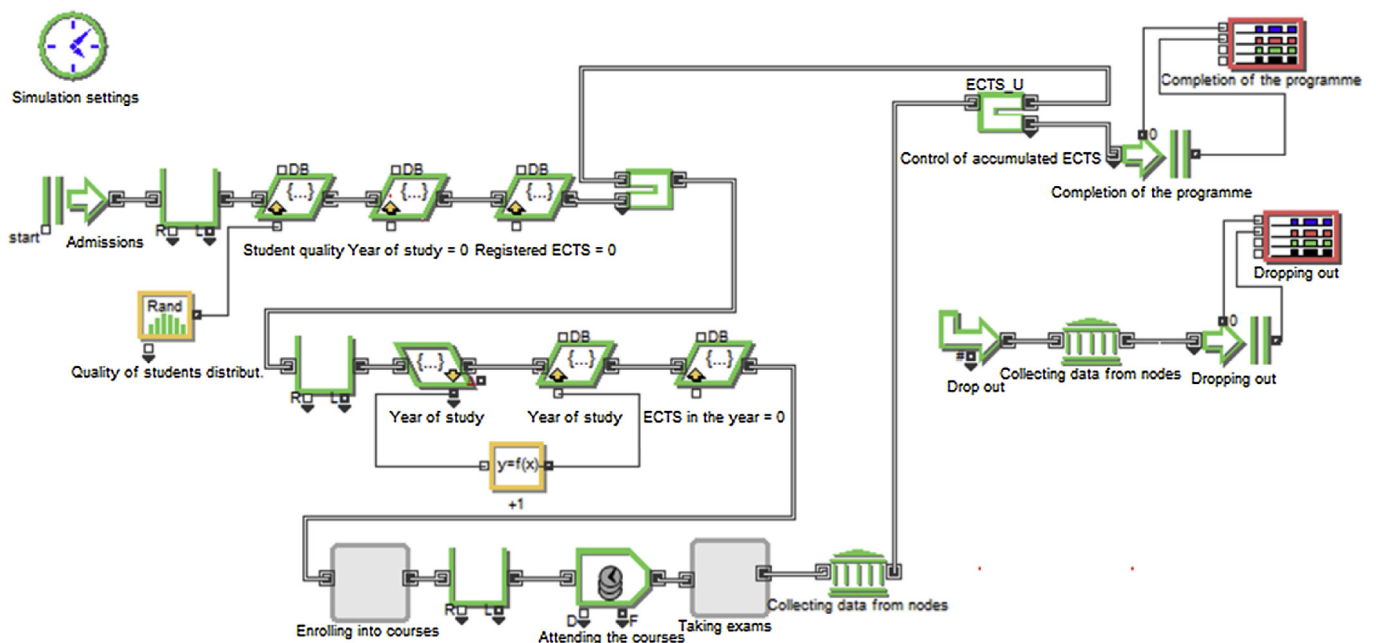 Simulation settings
ECTS_U
Completion of the programme
0
Control of accumulated ECTS
Completion of the programme
DB
{...}
DB
{...}
DB
{...}
start
Admissions
R
L
Student quality
Year of study = 0
Registered ECTS = 0
Rand
Quality of students distribut.
Dropping out
0
#
Drop out
Collecting data from nodes
Dropping out
{...}
DB
{...}
DB
{...}
R
L
Year of study
Year of study
ECTS in the year = 0
y=f(x)
+1
Enrolling into courses
R
L
D
F
Attending the courses
Taking exams
Collecting data from nodes